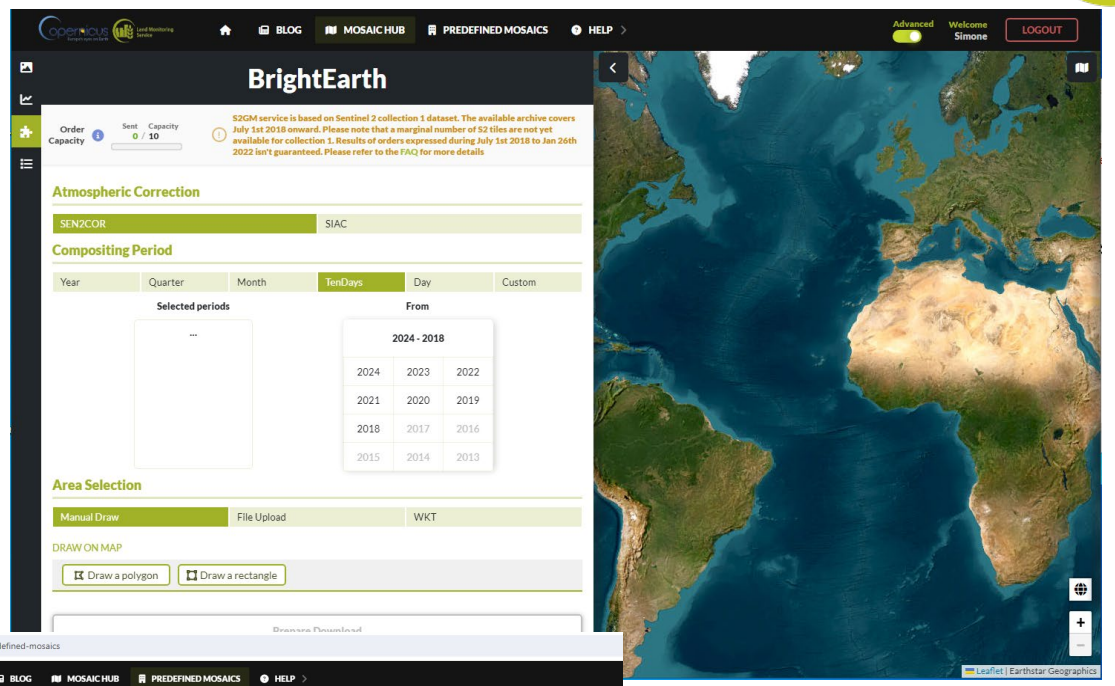 Copernicus
Land Monitoring
Service
BLOG
MOSAIC HUB
PREDEFINED MOSAICS
HELP
Advanced
Welcome
Simone
LOGOUT
BrightEarth
Order
Capacity
Sent Capacity
0 / 10
S2GM service is based on Sentinel 2 collection 1 dataset. The available archive covers
July 1st 2018 onward. Please note that a marginal number of S2 tiles are not yet
available for collection 1. Results of orders expressed during July 1st 2018 to Jan 26th
2022 isn't guaranteed. Please refer to the FAQ for more details
Atmospheric Correction
SEN2COR SIAC
Compositing Period
Year Quarter Month TenDays Day Custom
Selected periods From
...
2024 - 2018
2024 2023 2022
2021 2020 2019
2018 2017 2016
2015 2014 2013
Area Selection
Manual Draw File Upload WKT
DRAW ON MAP
Draw a polygon Draw a rectangle
Prepare Download
+
−
Leaflet | Earthstar Geographics
defined-mosaics
BLOG MOSAIC HUB PREDEFINED MOSAICS HELP